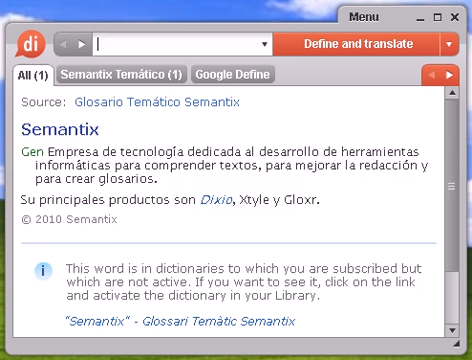 Menu
di
Define and translate
All (1)
Semantix Temático (1)
Google Define
Source: Glosario Temático Semantix
Semantix
Gen Empresa de tecnología dedicada al desarrollo de herramientas
informáticas para comprender textos, para mejorar la redacción y
para crear glosarios.
Su principales productos son Dixio, Xtyle y Gloxr.
© 2010 Semantix
i
This word is in dictionaries to which you are subscribed but
which are not active. If you want to see it, click on the link
and activate the dictionary in your Library.
"Semantix" - Glossari Temàtic Semantix